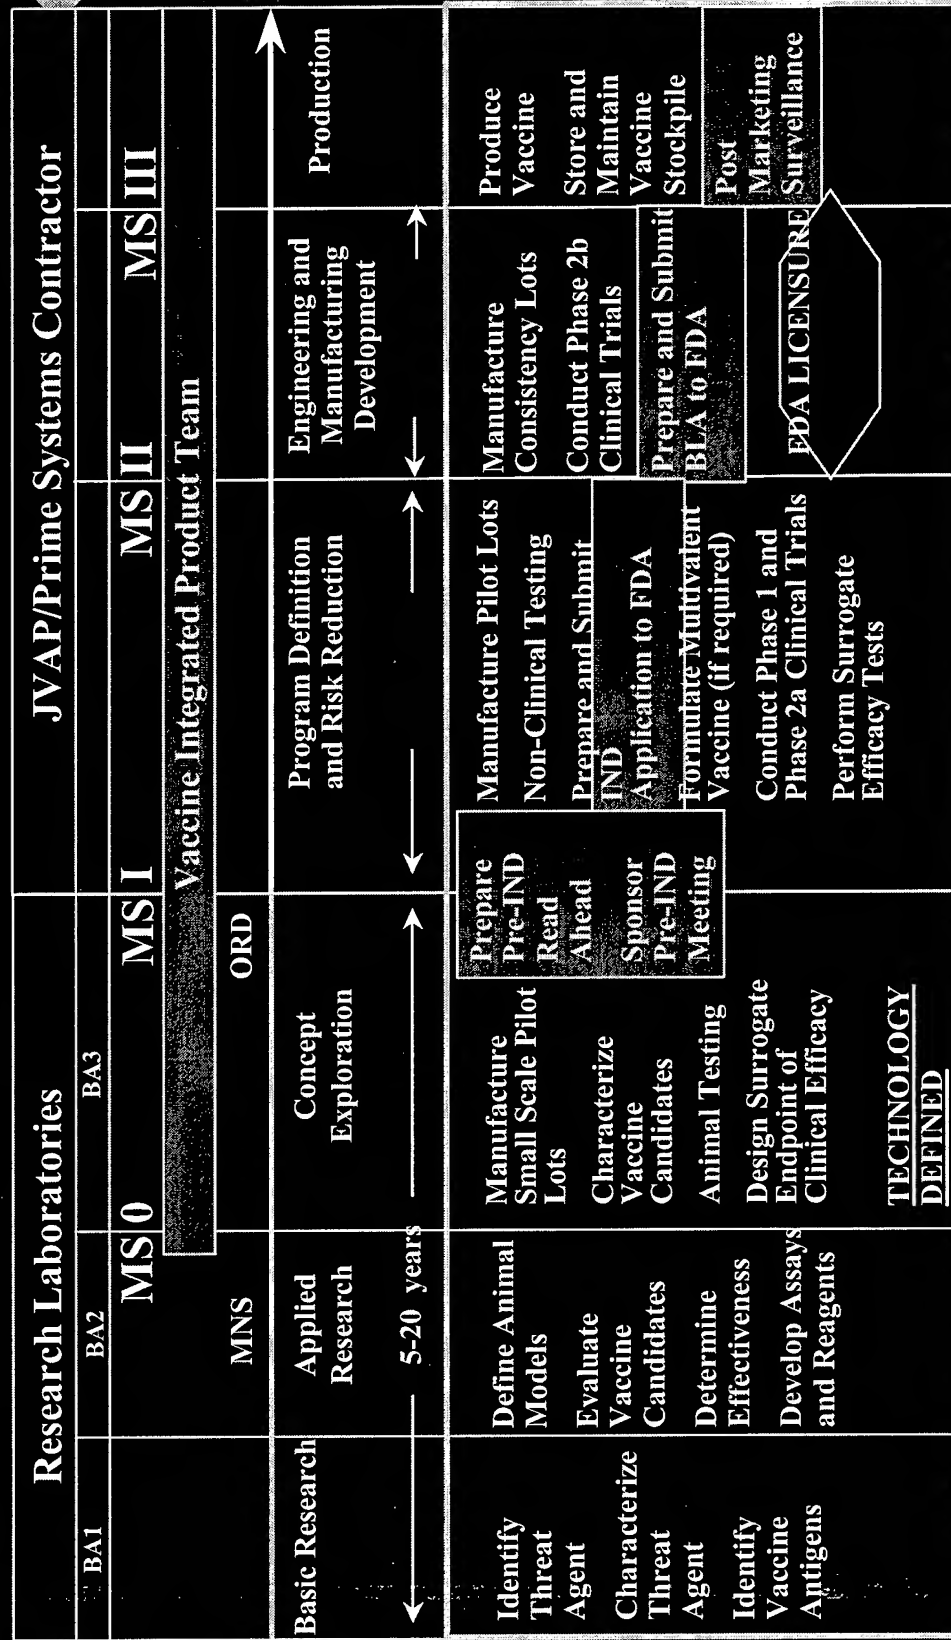 Research Laboratories
JVAP/Prime Systems Contractor
BA1
BA2
BA3
MS 0
MS I
MS II
MS III
Vaccine Integrated Product Team
MNS
ORD
Basic Research
Applied
Research
Concept
Exploration
Program Definition
and Risk Reduction
Engineering and
Manufacturing
Development
Production
5-20 years
Identify
Threat
Agent
Characterize
Threat
Agent
Identify
Vaccine
Antigens
Define Animal
Models
Evaluate
Vaccine
Candidates
Determine
Effectiveness
Develop Assays
and Reagents
Manufacture
Small Scale Pilot
Lots
Characterize
Vaccine
Candidates
Animal Testing
Design Surrogate
Endpoint of
Clinical Efficacy
TECHNOLOGY
DEFINED
Prepare
Pre-IND
Read
Ahead
Sponsor
Pre-IND
Meeting
Manufacture Pilot Lots
Non-Clinical Testing
Prepare and Submit
IND
Application to FDA
Formulate Multivalent
Vaccine (if required)
Conduct Phase 1 and
Phase 2a Clinical Trials
Perform Surrogate
Efficacy Tests
Manufacture
Consistency Lots
Conduct Phase 2b
Clinical Trials
Prepare and Submit
BLA to FDA
FDA LICENSURE
Produce
Vaccine
Store and
Maintain
Vaccine
Stockpile
Post
Marketing
Surveillance